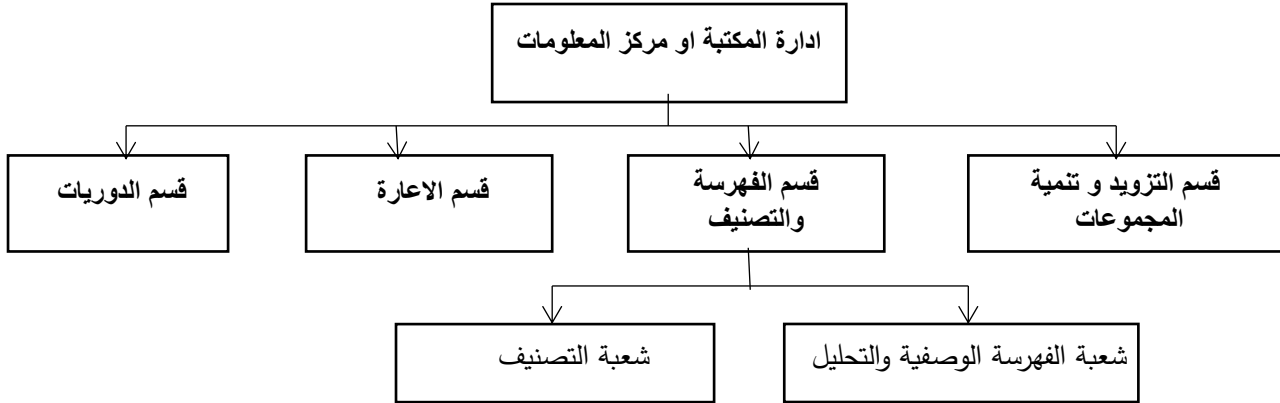 ادارة المكتبة او مركز المعلومات
قسم التزويد و تنمية
المجموعات
قسم الفهرسة
والتصنيف
قسم الاعارة
قسم الدوريات
شعبة الفهرسة الوصفية والتحليل
شعبة التصنيف